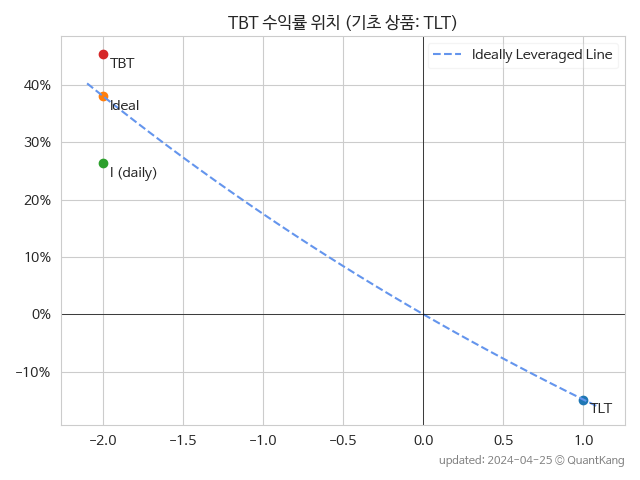 TBT 수익률 위치 (기초 상품: TLT)
Ideally Leveraged Line
TBT
40%
Ideal
30%
I (daily)
20%
10%
0%
−10%
TLT
−2.0 −1.5 −1.0 −0.5 0.0 0.5 1.0
updated: 2024-04-25 © QuantKang